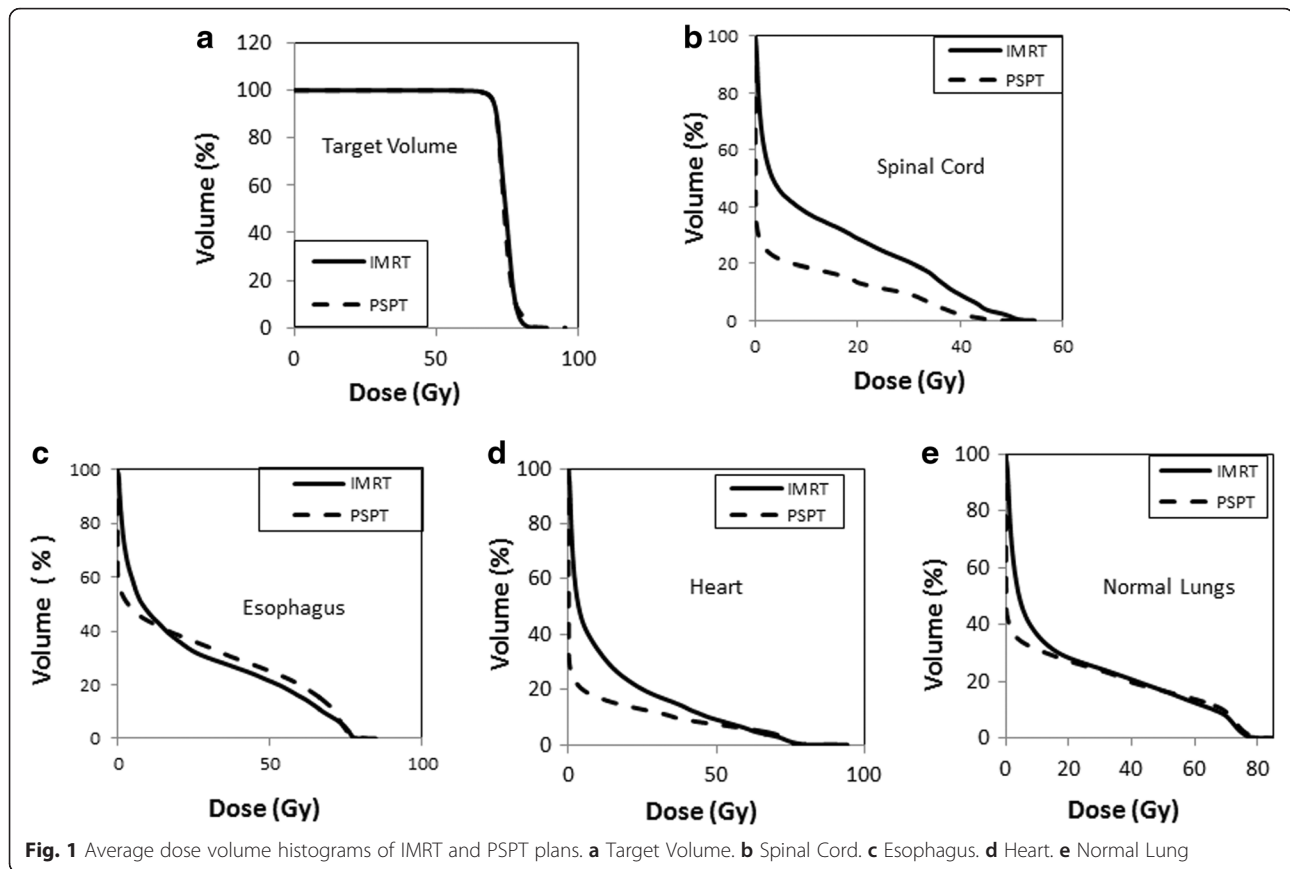 a
120
100
80
60
40
20
0
Volume (%)
Target Volume
IMRT
PSPT
0 50 100
Dose (Gy)
b
100
80
60
40
20
0
Volume (%)
IMRT
PSPT
Spinal Cord
0 20 40 60
Dose (Gy)
c
100
80
60
40
20
0
Volume ( % )
IMRT
PSPT
Esophagus
0 50 100
Dose (Gy)
d
100
80
60
40
20
0
Volume (%)
IMRT
PSPT
Heart
0 50 100
Dose (Gy)
e
100
80
60
40
20
0
Volume (%)
IMRT
PSPT
Normal Lungs
0 20 40 60 80
Dose (Gy)
Fig. 1 Average dose volume histograms of IMRT and PSPT plans. a Target Volume. b Spinal Cord. c Esophagus. d Heart. e Normal Lung